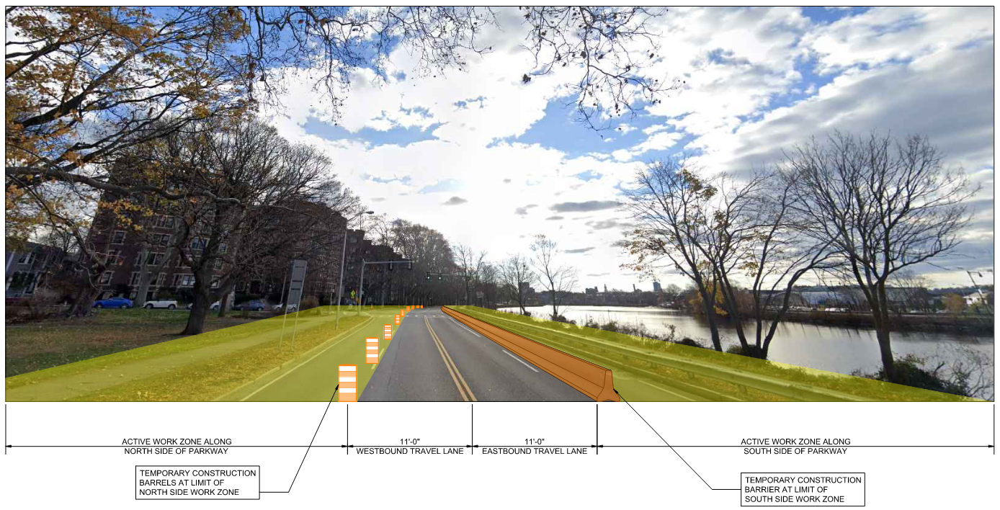 ACTIVE WORK ZONE ALONG
NORTH SIDE OF PARKWAY
11'-0"
WESTBOUND TRAVEL LANE
11'-0"
EASTBOUND TRAVEL LANE
ACTIVE WORK ZONE ALONG
SOUTH SIDE OF PARKWAY
TEMPORARY CONSTRUCTION
BARRELS AT LIMIT OF
NORTH SIDE WORK ZONE
TEMPORARY CONSTRUCTION
BARRIER AT LIMIT OF
SOUTH SIDE WORK ZONE